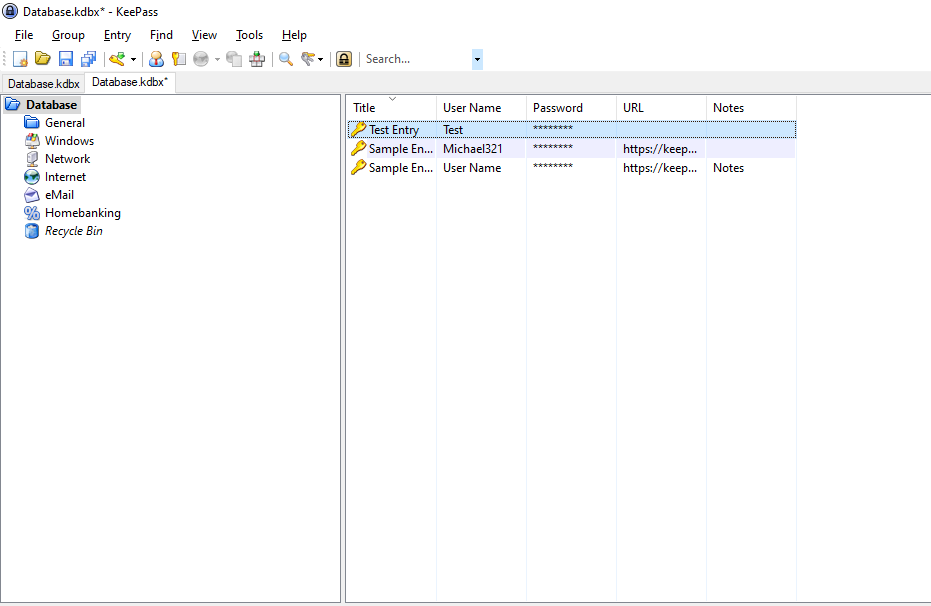 Database.kdbx* - KeePass
File Group Entry Find View Tools Help
Search...
Database.kdbx Database.kdbx*
Database
General
Windows
Network
Internet
eMail
Homebanking
Recycle Bin
Title User Name Password URL Notes
Test Entry Test ********
Sample En... Michael321 ******** https://keep...
Sample En... User Name ******** https://keep... Notes